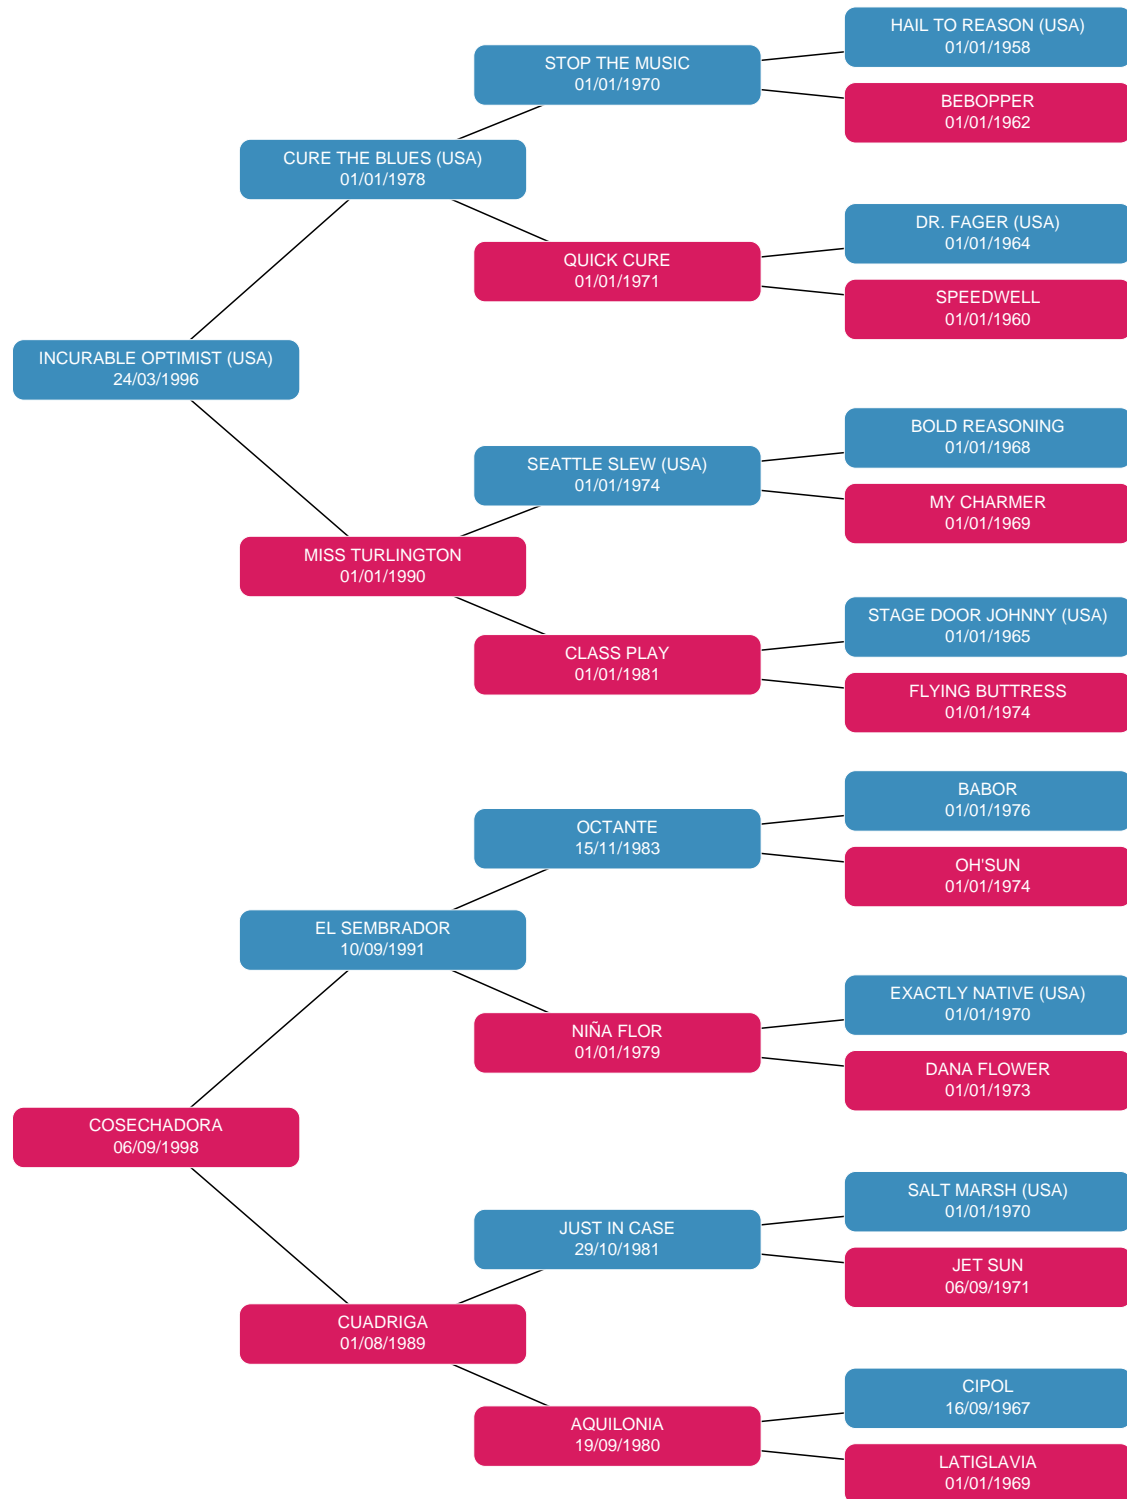 HAIL TO REASON (USA)
01/01/1958
STOP THE MUSIC
01/01/1970
BEBOPPER
01/01/1962
CURE THE BLUES (USA)
01/01/1978
DR. FAGER (USA)
01/01/1964
QUICK CURE
01/01/1971
SPEEDWELL
01/01/1960
INCURABLE OPTIMIST (USA)
24/03/1996
BOLD REASONING
01/01/1968
SEATTLE SLEW (USA)
01/01/1974
MY CHARMER
01/01/1969
MISS TURLINGTON
01/01/1990
STAGE DOOR JOHNNY (USA)
01/01/1965
CLASS PLAY
01/01/1981
FLYING BUTTRESS
01/01/1974
BABOR
01/01/1976
OCTANTE
15/11/1983
OH'SUN
01/01/1974
EL SEMBRADOR
10/09/1991
EXACTLY NATIVE (USA)
01/01/1970
NIÑA FLOR
01/01/1979
DANA FLOWER
01/01/1973
COSECHADORA
06/09/1998
SALT MARSH (USA)
01/01/1970
JUST IN CASE
29/10/1981
JET SUN
06/09/1971
CUADRIGA
01/08/1989
CIPOL
16/09/1967
AQUILONIA
19/09/1980
LATIGLAVIA
01/01/1969